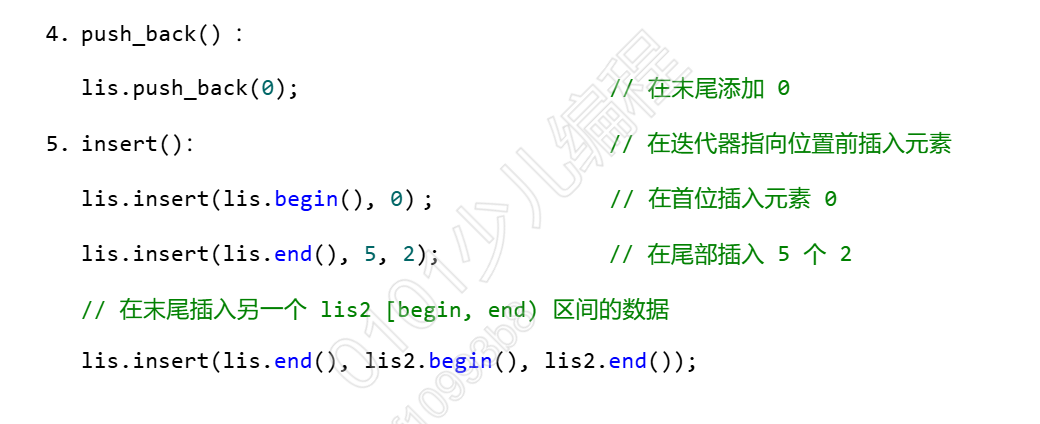 4. push_back() :
lis.push_back(0); // 在末尾添加 0
5. insert(): // 在迭代器指向位置前插入元素
lis.insert(lis.begin(), 0) ; // 在首位插入元素 0
lis.insert(lis.end(), 5, 2); // 在尾部插入 5 个 2
// 在末尾插入另一个 lis2 [begin, end) 区间的数据
lis.insert(lis.end(), lis2.begin(), lis2.end());
0101少儿编程